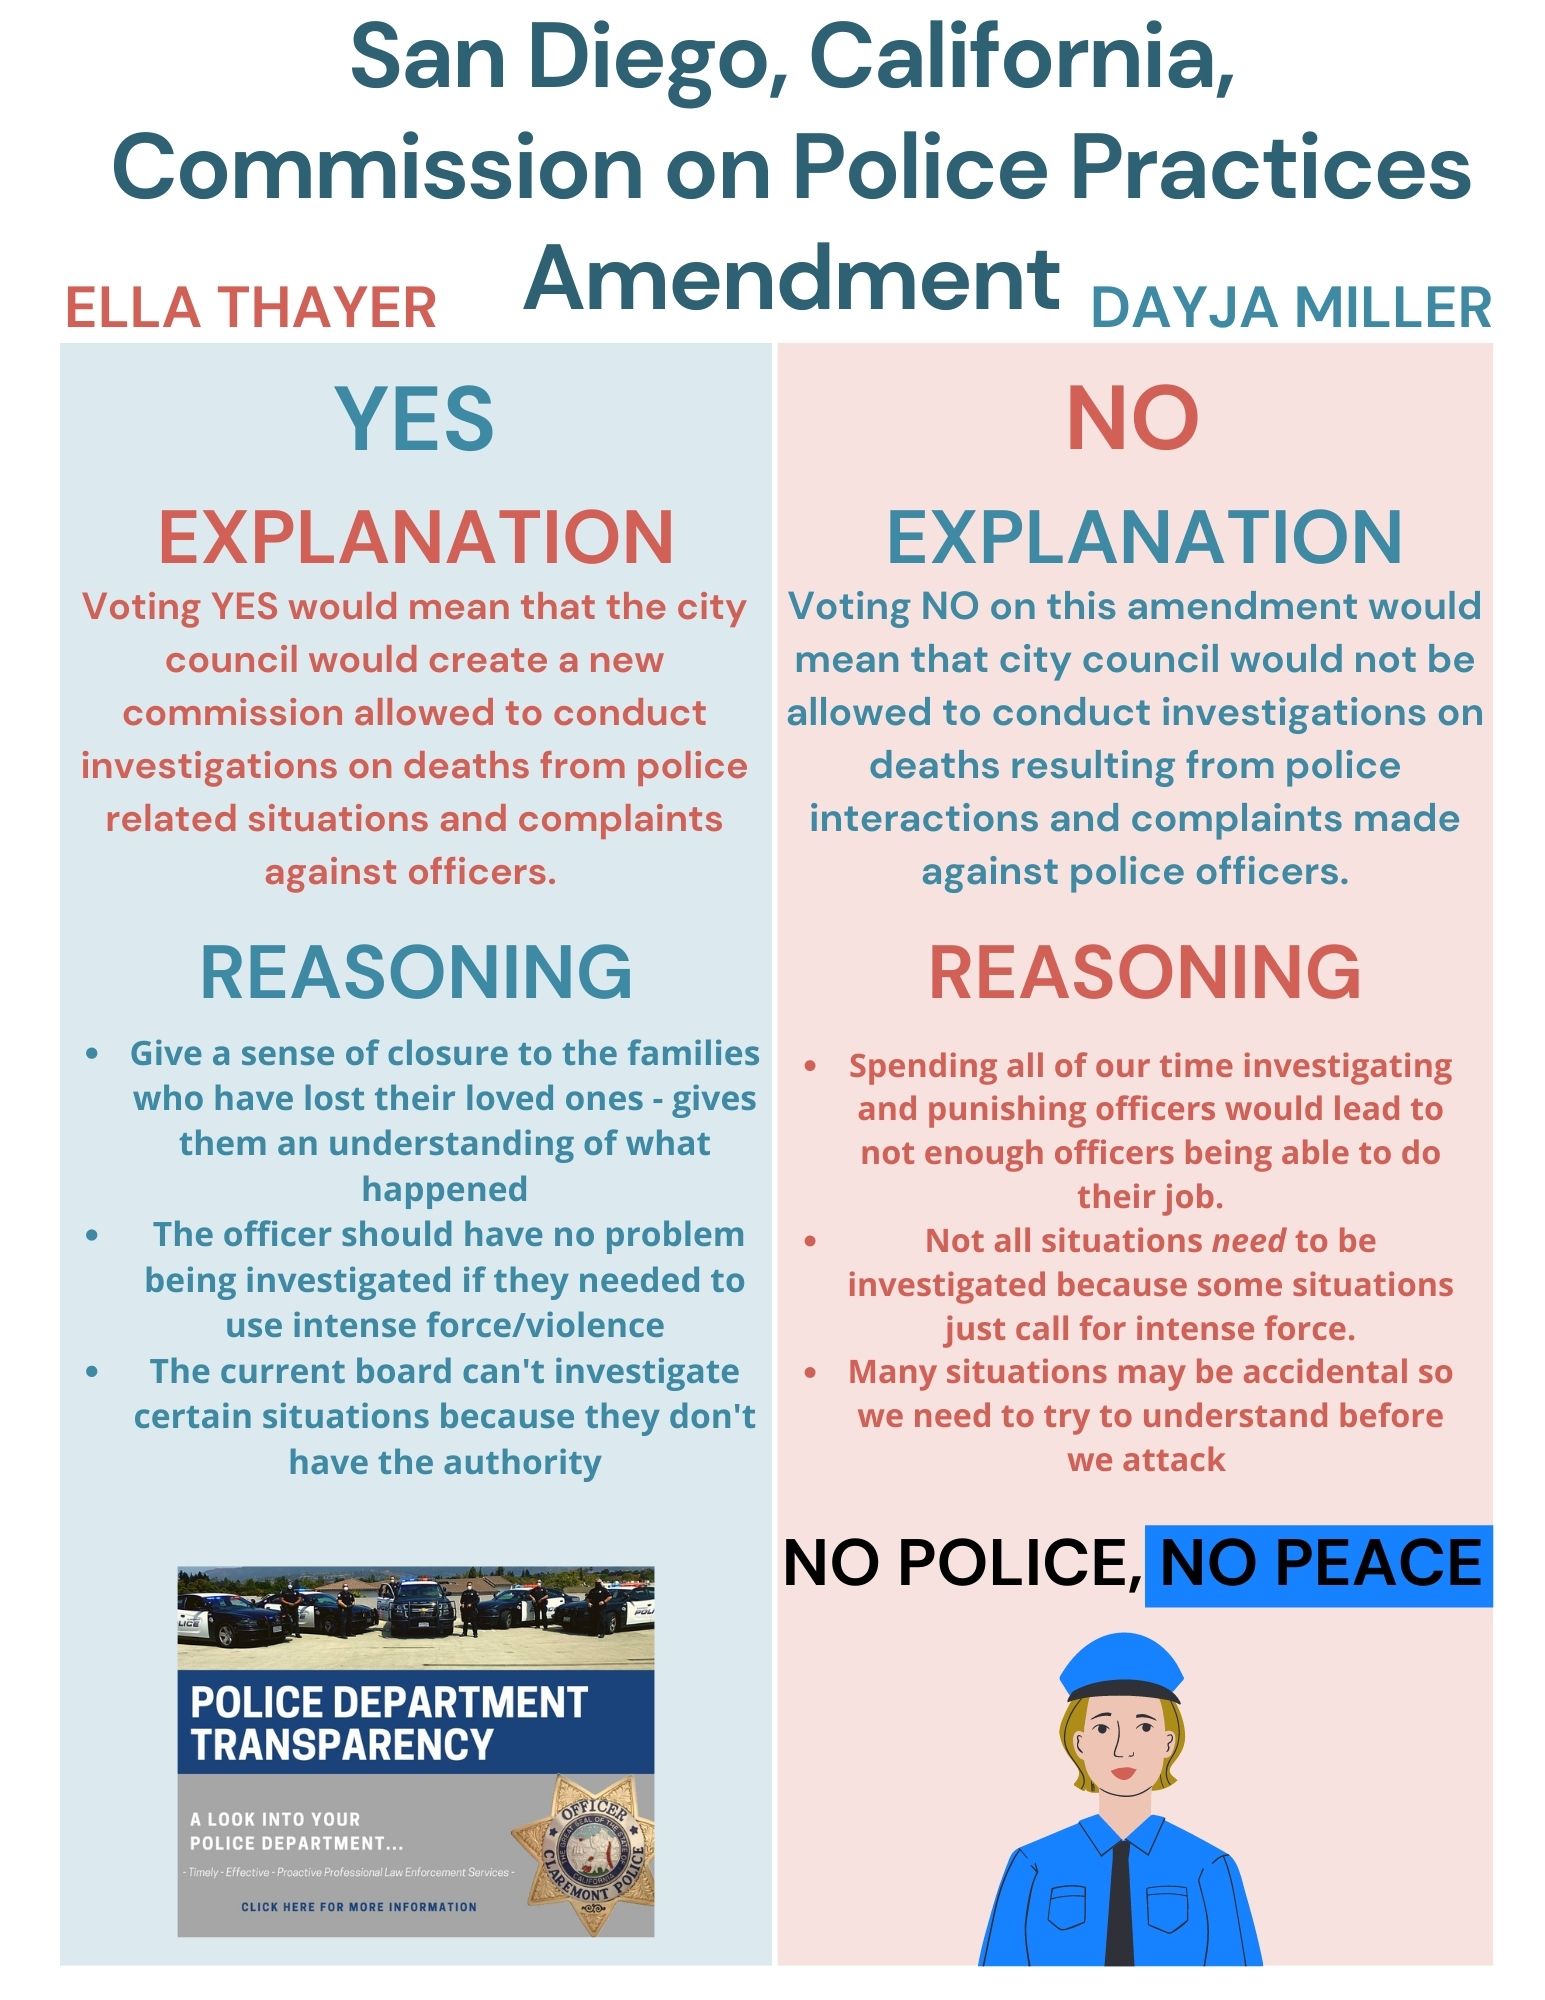 San Diego, California,
Commission on Police Practices
Amendment
ELLA THAYER
DAYJA MILLER
YES
EXPLANATION
Voting YES would mean that the city
council would create a new
commission allowed to conduct
investigations on deaths from police
related situations and complaints
against officers.
REASONING
• Give a sense of closure to the families
who have lost their loved ones - gives
them an understanding of what
happened
• The officer should have no problem
being investigated if they needed to
use intense force/violence
• The current board can't investigate
certain situations because they don't
have the authority
POLICE DEPARTMENT
TRANSPARENCY
A LOOK INTO YOUR
POLICE DEPARTMENT...
- Timely - Effective - Proactive Professional Law Enforcement Services -
CLICK HERE FOR MORE INFORMATION
OFFICER
THE GREAT SEAL OF THE STATE OF
CALIFORNIA
CLAREMONT POLICE
NO
EXPLANATION
Voting NO on this amendment would
mean that city council would not be
allowed to conduct investigations on
deaths resulting from police
interactions and complaints made
against police officers.
REASONING
• Spending all of our time investigating
and punishing officers would lead to
not enough officers being able to do
their job.
• Not all situations need to be
investigated because some situations
just call for intense force.
• Many situations may be accidental so
we need to try to understand before
we attack
NO POLICE, NO PEACE